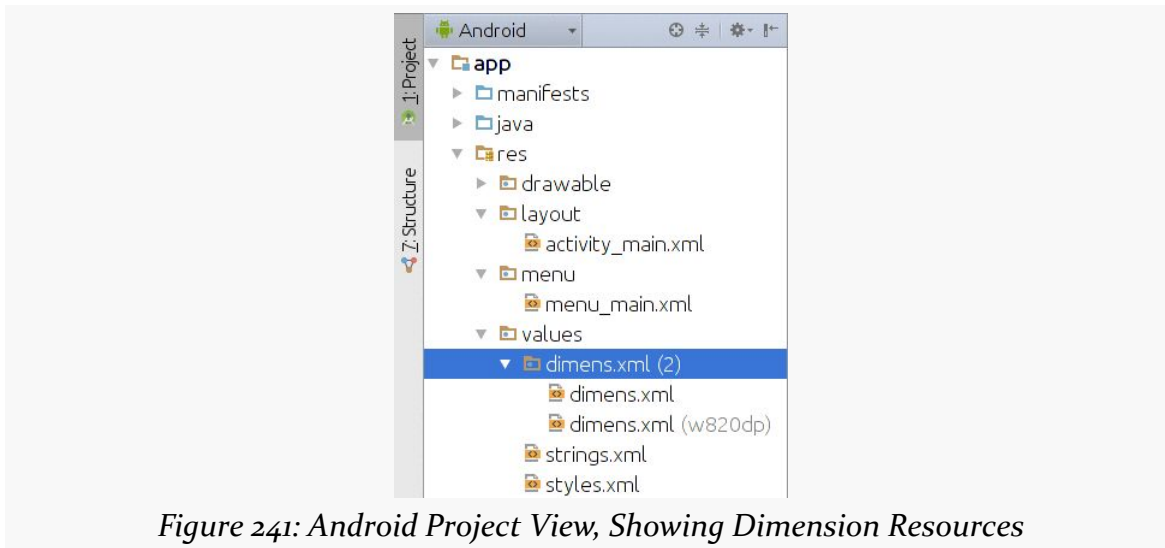 Android
1: Project
7: Structure
app
manifests
java
res
drawable
layout
activity_main.xml
menu
menu_main.xml
values
dimens.xml (2)
dimens.xml
dimens.xml (w820dp)
strings.xml
styles.xml
Figure 241: Android Project View, Showing Dimension Resources